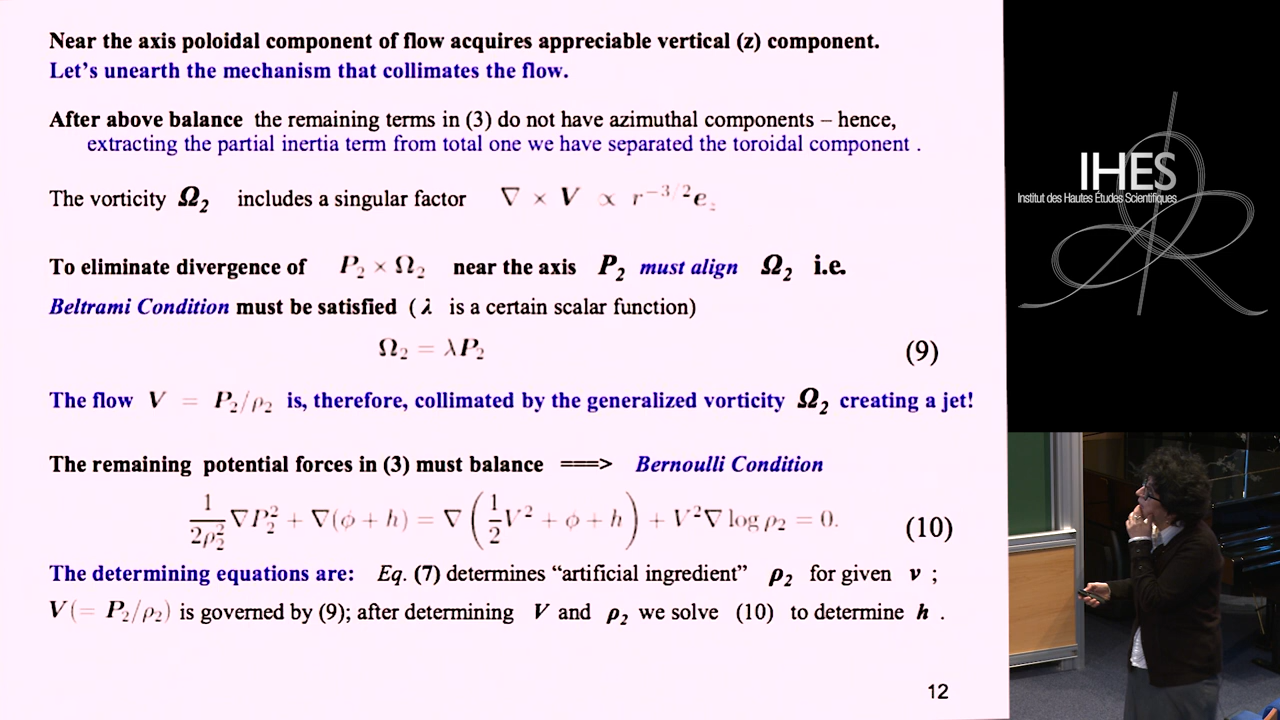 Near the axis poloidal component of flow acquires appreciable vertical (z) component.
Let's unearth the mechanism that collimates the flow.
After above balance the remaining terms in (3) do not have azimuthal components – hence,
extracting the partial inertia term from total one we have separated the toroidal component .
The vorticity Ω₂ includes a singular factor ∇ × V ∝ r^{-3/2}e_z
To eliminate divergence of P₂ × Ω₂ near the axis P₂ must align Ω₂ i.e.
Beltrami Condition must be satisfied ( λ is a certain scalar function)
Ω₂ = λP₂ (9)
The flow V = P₂/ρ₂ is, therefore, collimated by the generalized vorticity Ω₂ creating a jet!
The remaining potential forces in (3) must balance ===> Bernoulli Condition
\frac{1}{2ρ_2^2}∇P_2^2 + ∇(ϕ + h) = ∇(\frac{1}{2}V^2 + ϕ + h) + V^2∇ log ρ_2 = 0. (10)
The determining equations are: Eq. (7) determines “artificial ingredient” ρ₂ for given ν ;
V(= P₂/ρ₂) is governed by (9); after determining V and ρ₂ we solve (10) to determine h .
12
IHES
Institut des Hautes Études Scientifiques